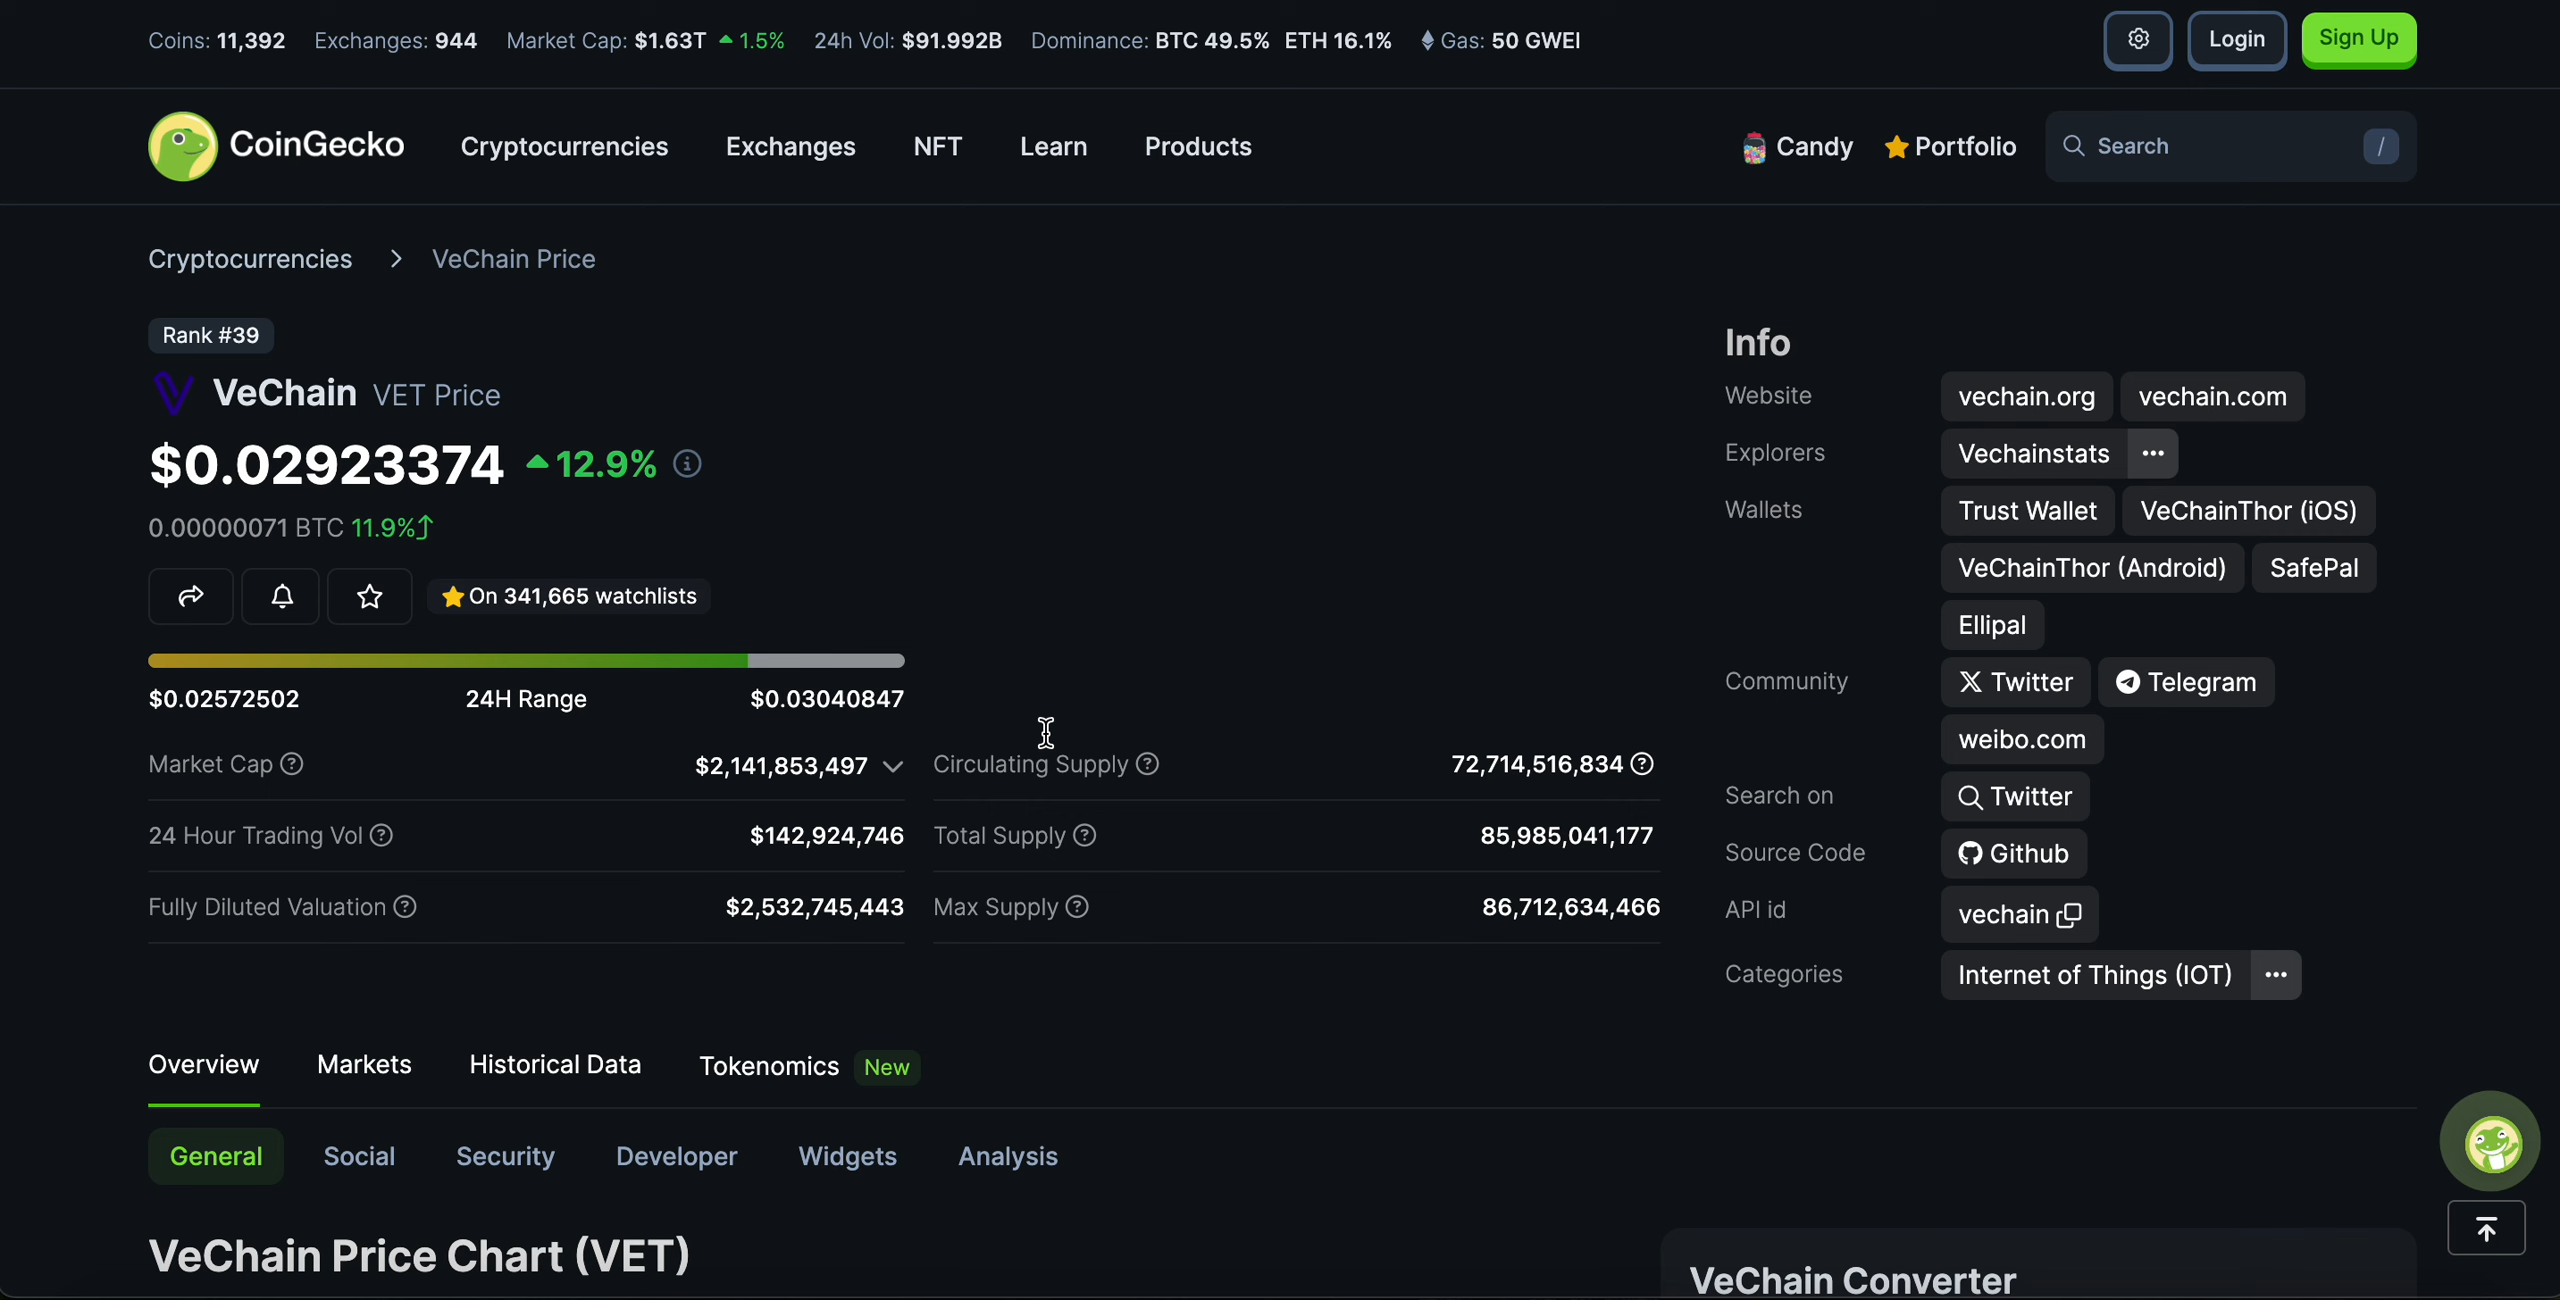 Coins: 11,392 Exchanges: 944 Market Cap: $1.63T 1.5% 24h Vol: $91.992B Dominance: BTC 49.5% ETH 16.1% Gas: 50 GWEI Login Sign Up
CoinGecko Cryptocurrencies Exchanges NFT Learn Products Candy Portfolio Search /
Cryptocurrencies > VeChain Price
Rank #39
VeChain VET Price
$0.02923374 12.9%
0.00000071 BTC 11.9%
On 341,665 watchlists
$0.02572502 24H Range $0.03040847
Market Cap $2,141,853,497
24 Hour Trading Vol $142,924,746
Fully Diluted Valuation $2,532,745,443
Circulating Supply 72,714,516,834
Total Supply 85,985,041,177
Max Supply 86,712,634,466
Info
Website vechain.org vechain.com
Explorers Vechainstats ...
Wallets Trust Wallet VeChainThor (iOS)
VeChainThor (Android) SafePal
Ellipal
Community X Twitter Telegram
weibo.com
Search on Twitter
Source Code Github
API id vechain
Categories Internet of Things (IOT) ...
Overview Markets Historical Data Tokenomics New
General Social Security Developer Widgets Analysis
VeChain Price Chart (VET)
VeChain Converter